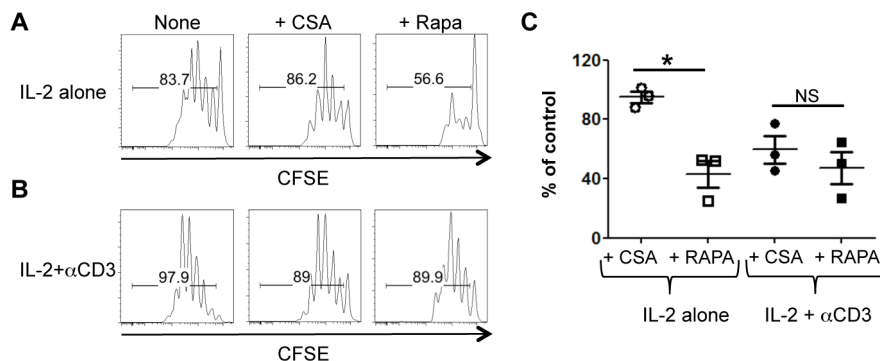 A
None
+ CSA
+ Rapa
IL-2 alone
83.7
86.2
56.6
CFSE
B
IL-2+αCD3
97.9
89
89.9
CFSE
C
% of control
120
80
40
0
*
NS
+ CSA + RAPA + CSA + RAPA
IL-2 alone IL-2 + αCD3